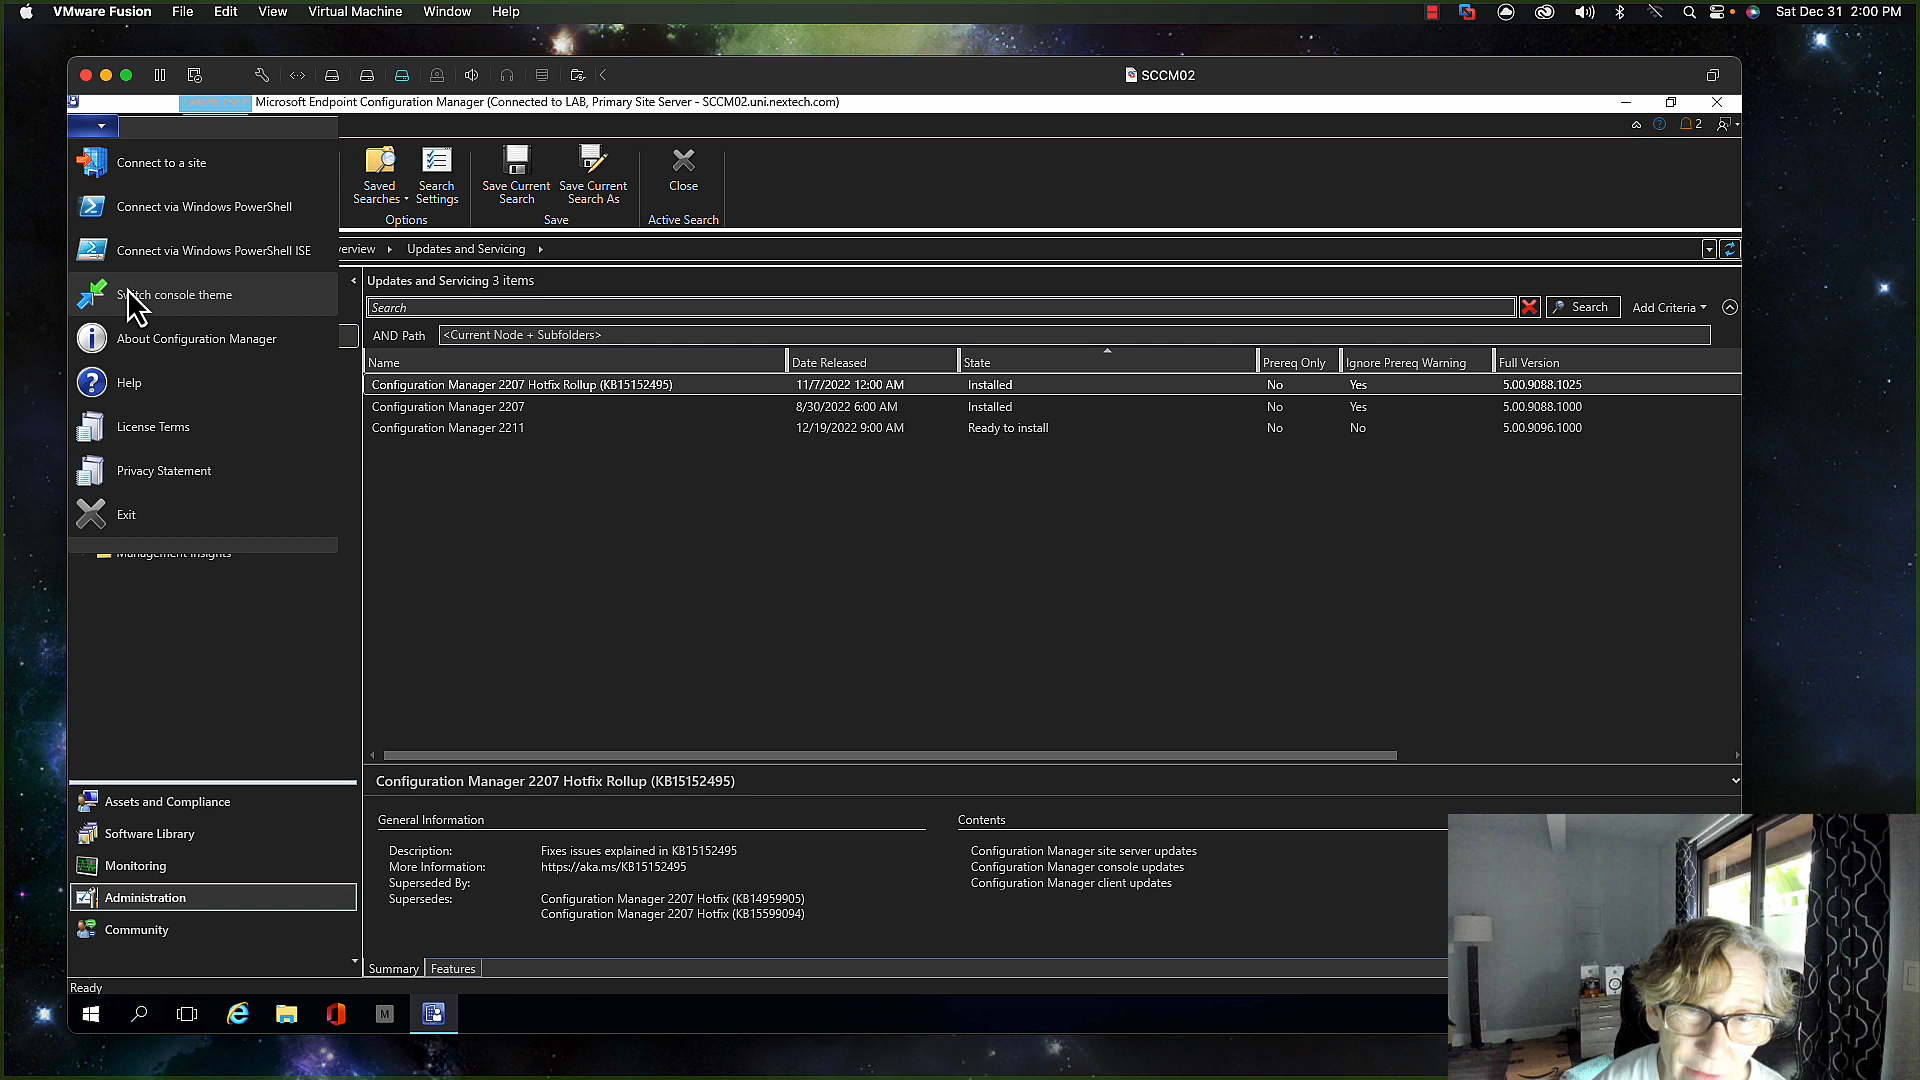 VMware Fusion File Edit View Virtual Machine Window Help Sat Dec 31 2:00 PM
SCCM02
Microsoft Endpoint Configuration Manager (Connected to LAB, Primary Site Server - SCCM02.uni.nextech.com)
2
Connect to a site
Connect via Windows PowerShell
Connect via Windows PowerShell ISE
Switch console theme
About Configuration Manager
Help
License Terms
Privacy Statement
Exit
Management Insights
Saved Searches
Search Settings
Options
Save Current Search
Save Current Search As
Save
Close
Active Search
verview Updates and Servicing
Updates and Servicing 3 items
Search Search Add Criteria
AND Path <Current Node + Subfolders>
Name Date Released State Prereq Only Ignore Prereq Warning Full Version
Configuration Manager 2207 Hotfix Rollup (KB15152495) 11/7/2022 12:00 AM Installed No Yes 5.00.9088.1025
Configuration Manager 2207 8/30/2022 6:00 AM Installed No Yes 5.00.9088.1000
Configuration Manager 2211 12/19/2022 9:00 AM Ready to install No No 5.00.9096.1000
Configuration Manager 2207 Hotfix Rollup (KB15152495)
General Information
Description: Fixes issues explained in KB15152495
More Information: https://aka.ms/KB15152495
Superseded By:
Supersedes: Configuration Manager 2207 Hotfix (KB14959905)
Configuration Manager 2207 Hotfix (KB15599094)
Contents
Configuration Manager site server updates
Configuration Manager console updates
Configuration Manager client updates
Summary Features
Assets and Compliance
Software Library
Monitoring
Administration
Community
Ready
M